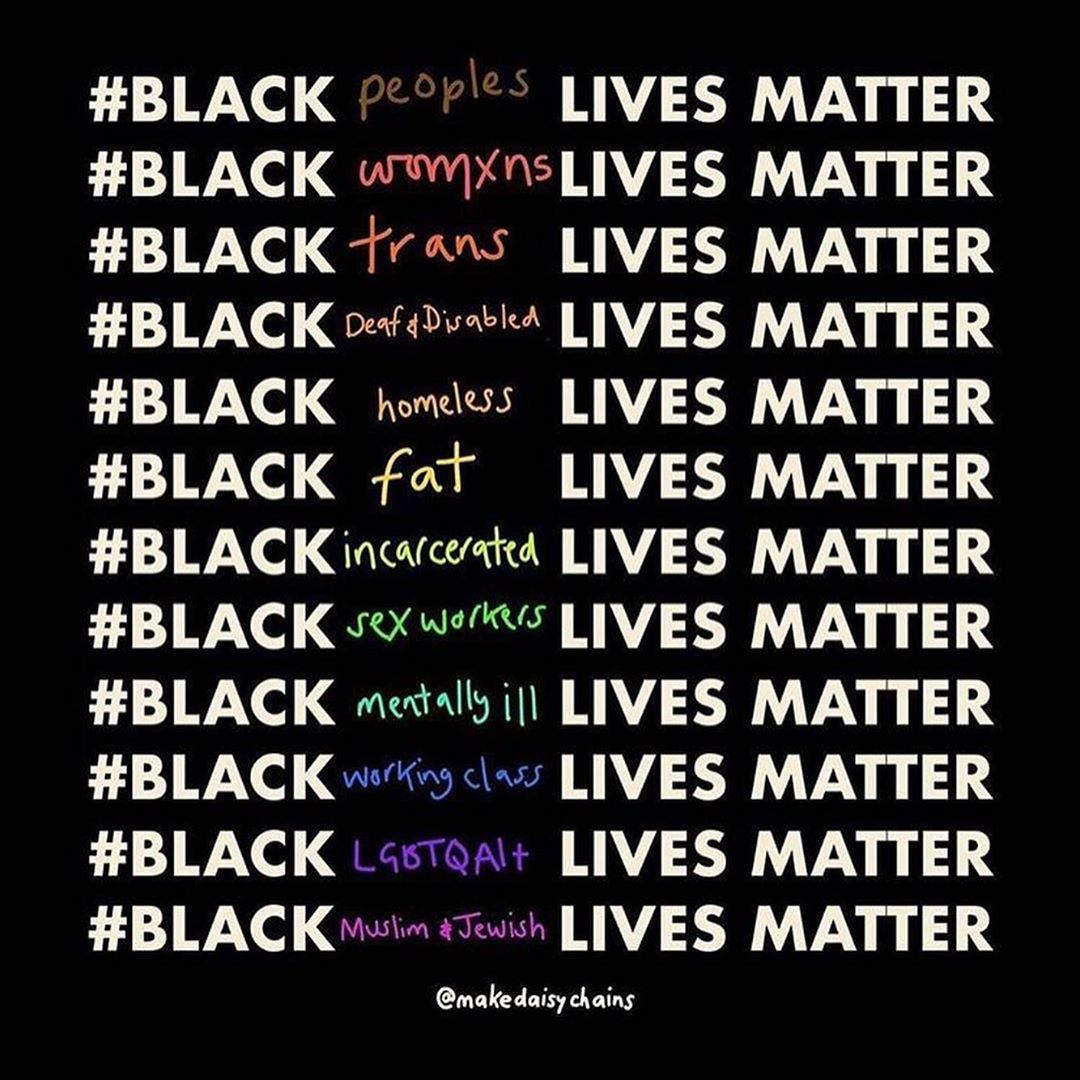 #BLACK peoples LIVES MATTER
#BLACK womxns LIVES MATTER
#BLACK trans LIVES MATTER
#BLACK Deaf & Disabled LIVES MATTER
#BLACK homeless LIVES MATTER
#BLACK fat LIVES MATTER
#BLACK incarcerated LIVES MATTER
#BLACK sex workers LIVES MATTER
#BLACK mentally ill LIVES MATTER
#BLACK working class LIVES MATTER
#BLACK LGBTQAI+ LIVES MATTER
#BLACK Muslim & Jewish LIVES MATTER
@makedaisychains